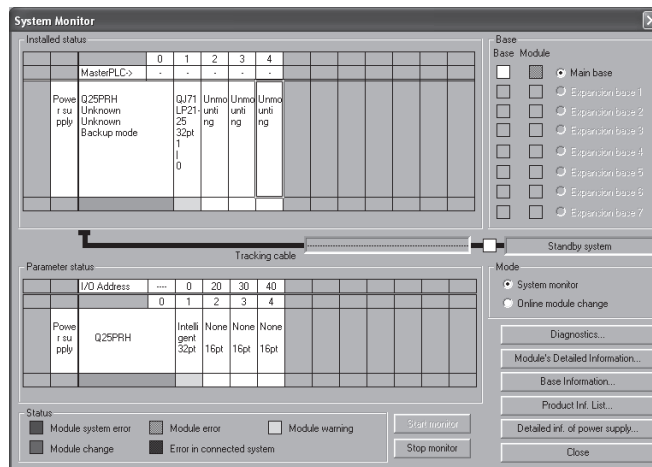 System Monitor
Installed status
0 1 2 3 4
MasterPLC-> - - - - -
Powe
r su
pply
Q25PRH
Unknown
Unknown
Backup mode
QJ71
LP21-
25
32pt
1
|
0
Unmo
unti
ng
Unmo
unti
ng
Unmo
unti
ng
Base
Base Module
Main base
Expansion base 1
Expansion base 2
Expansion base 3
Expansion base 4
Expansion base 5
Expansion base 6
Expansion base 7
Tracking cable
Standby system
Parameter status
I/O Address ---- 0 20 30 40
0 1 2 3 4
Powe
r su
pply
Q25PRH
Intelli
gent
32pt
None
16pt
None
16pt
None
16pt
Mode
System monitor
Online module change
Diagnostics...
Module's Detailed Information...
Base Information...
Product Inf. List...
Detailed inf. of power supply...
Close
Status
Module system error
Module error
Module warning
Module change
Error in connected system
Start monitor
Stop monitor